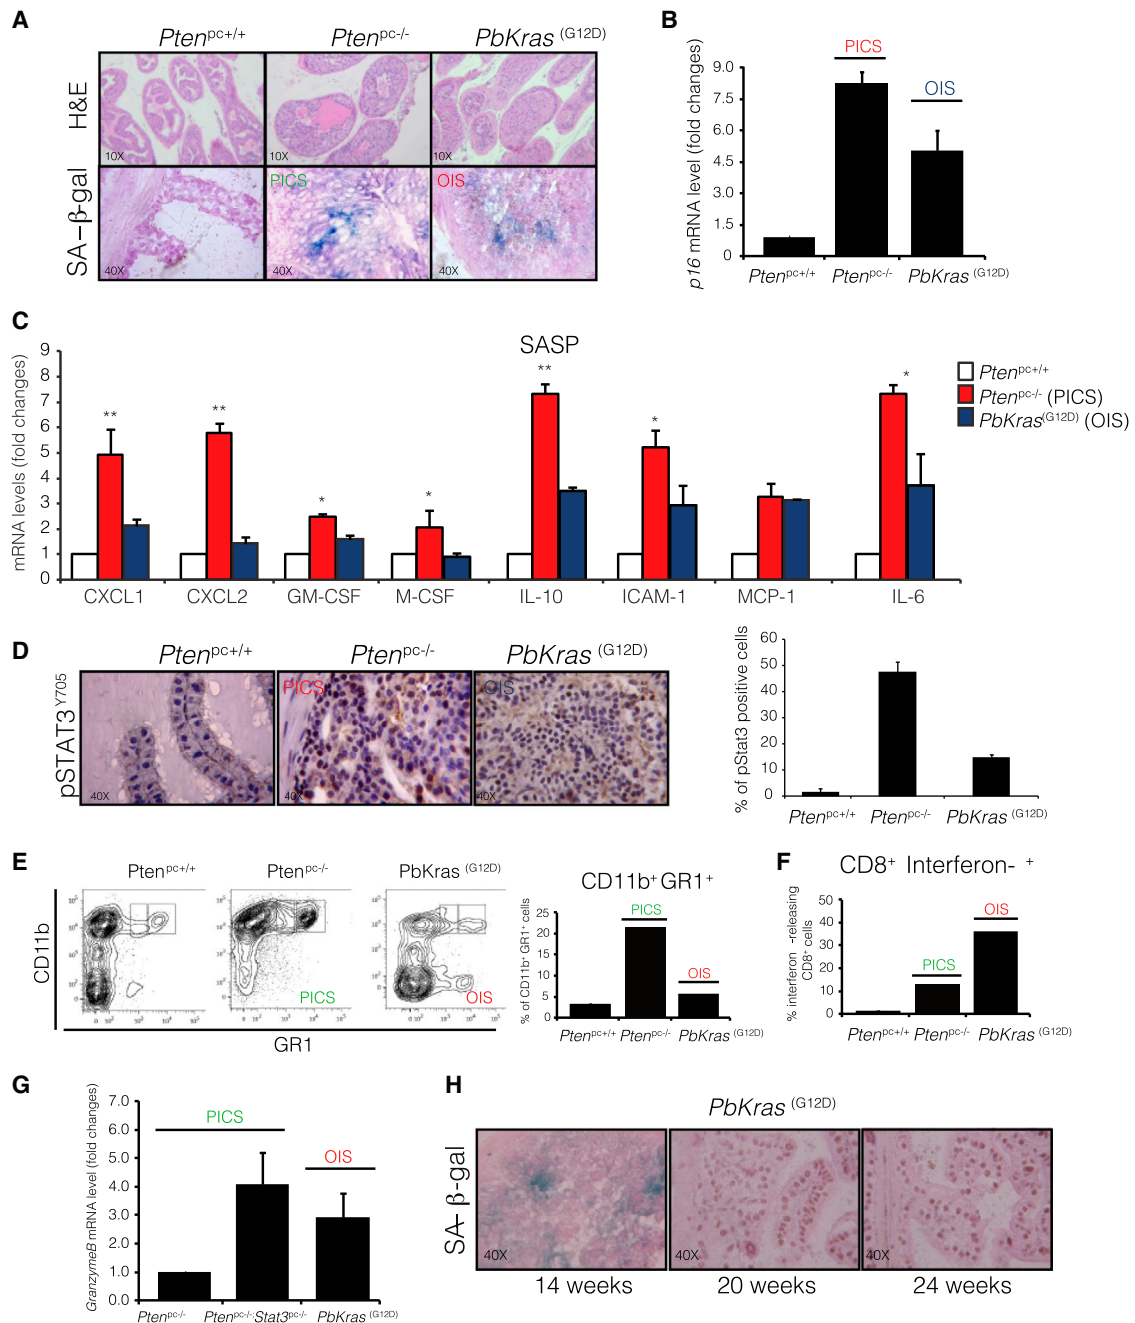 A
Pten pc+/+
Pten pc-/-
PbKras (G12D)
H&E
10X
10X
10X
SA-β-gal
PICS
OIS
40X
40X
40X
B
p16 mRNA level (fold changes)
9.0
7.5
6.0
4.5
3.0
1.5
0
PICS
OIS
Pten pc+/+
Pten pc-/-
PbKras (G12D)
C
SASP
mRNA levels (fold changes)
9
8
7
6
5
4
3
2
1
0
**
**
*
*
**
*
*
CXCL1
CXCL2
GM-CSF
M-CSF
IL-10
ICAM-1
MCP-1
IL-6
Pten pc+/+
Pten pc-/- (PICS)
PbKras (G12D) (OIS)
D
Pten pc+/+
Pten pc-/-
PbKras (G12D)
pSTAT3 Y705
PICS
OIS
40X
40X
40X
% of pStat3 positive cells
60
50
40
30
20
10
0
Pten pc+/+
Pten pc-/-
PbKras (G12D)
E
Pten pc+/+
Pten pc-/-
PbKras (G12D)
CD11b
PICS
OIS
GR1
CD11b+ GR1+
% of CD11b+ GR1+ cells
25
20
15
10
5
0
PICS
OIS
Pten pc+/+
Pten pc-/-
PbKras (G12D)
F
CD8+ Interferon- +
% interferon -releasing
CD8+ cells
50
40
30
20
10
0
PICS
OIS
Pten pc+/+
Pten pc-/-
PbKras (G12D)
G
GranzymeB mRNA level (fold changes)
7.0
6.0
5.0
4.0
3.0
2.0
1.0
0.0
PICS
OIS
Pten pc-/-
Pten pc-/-; Stat3 pc-/-
PbKras (G12D)
H
PbKras (G12D)
SA- β-gal
40X
40X
40X
14 weeks
20 weeks
24 weeks